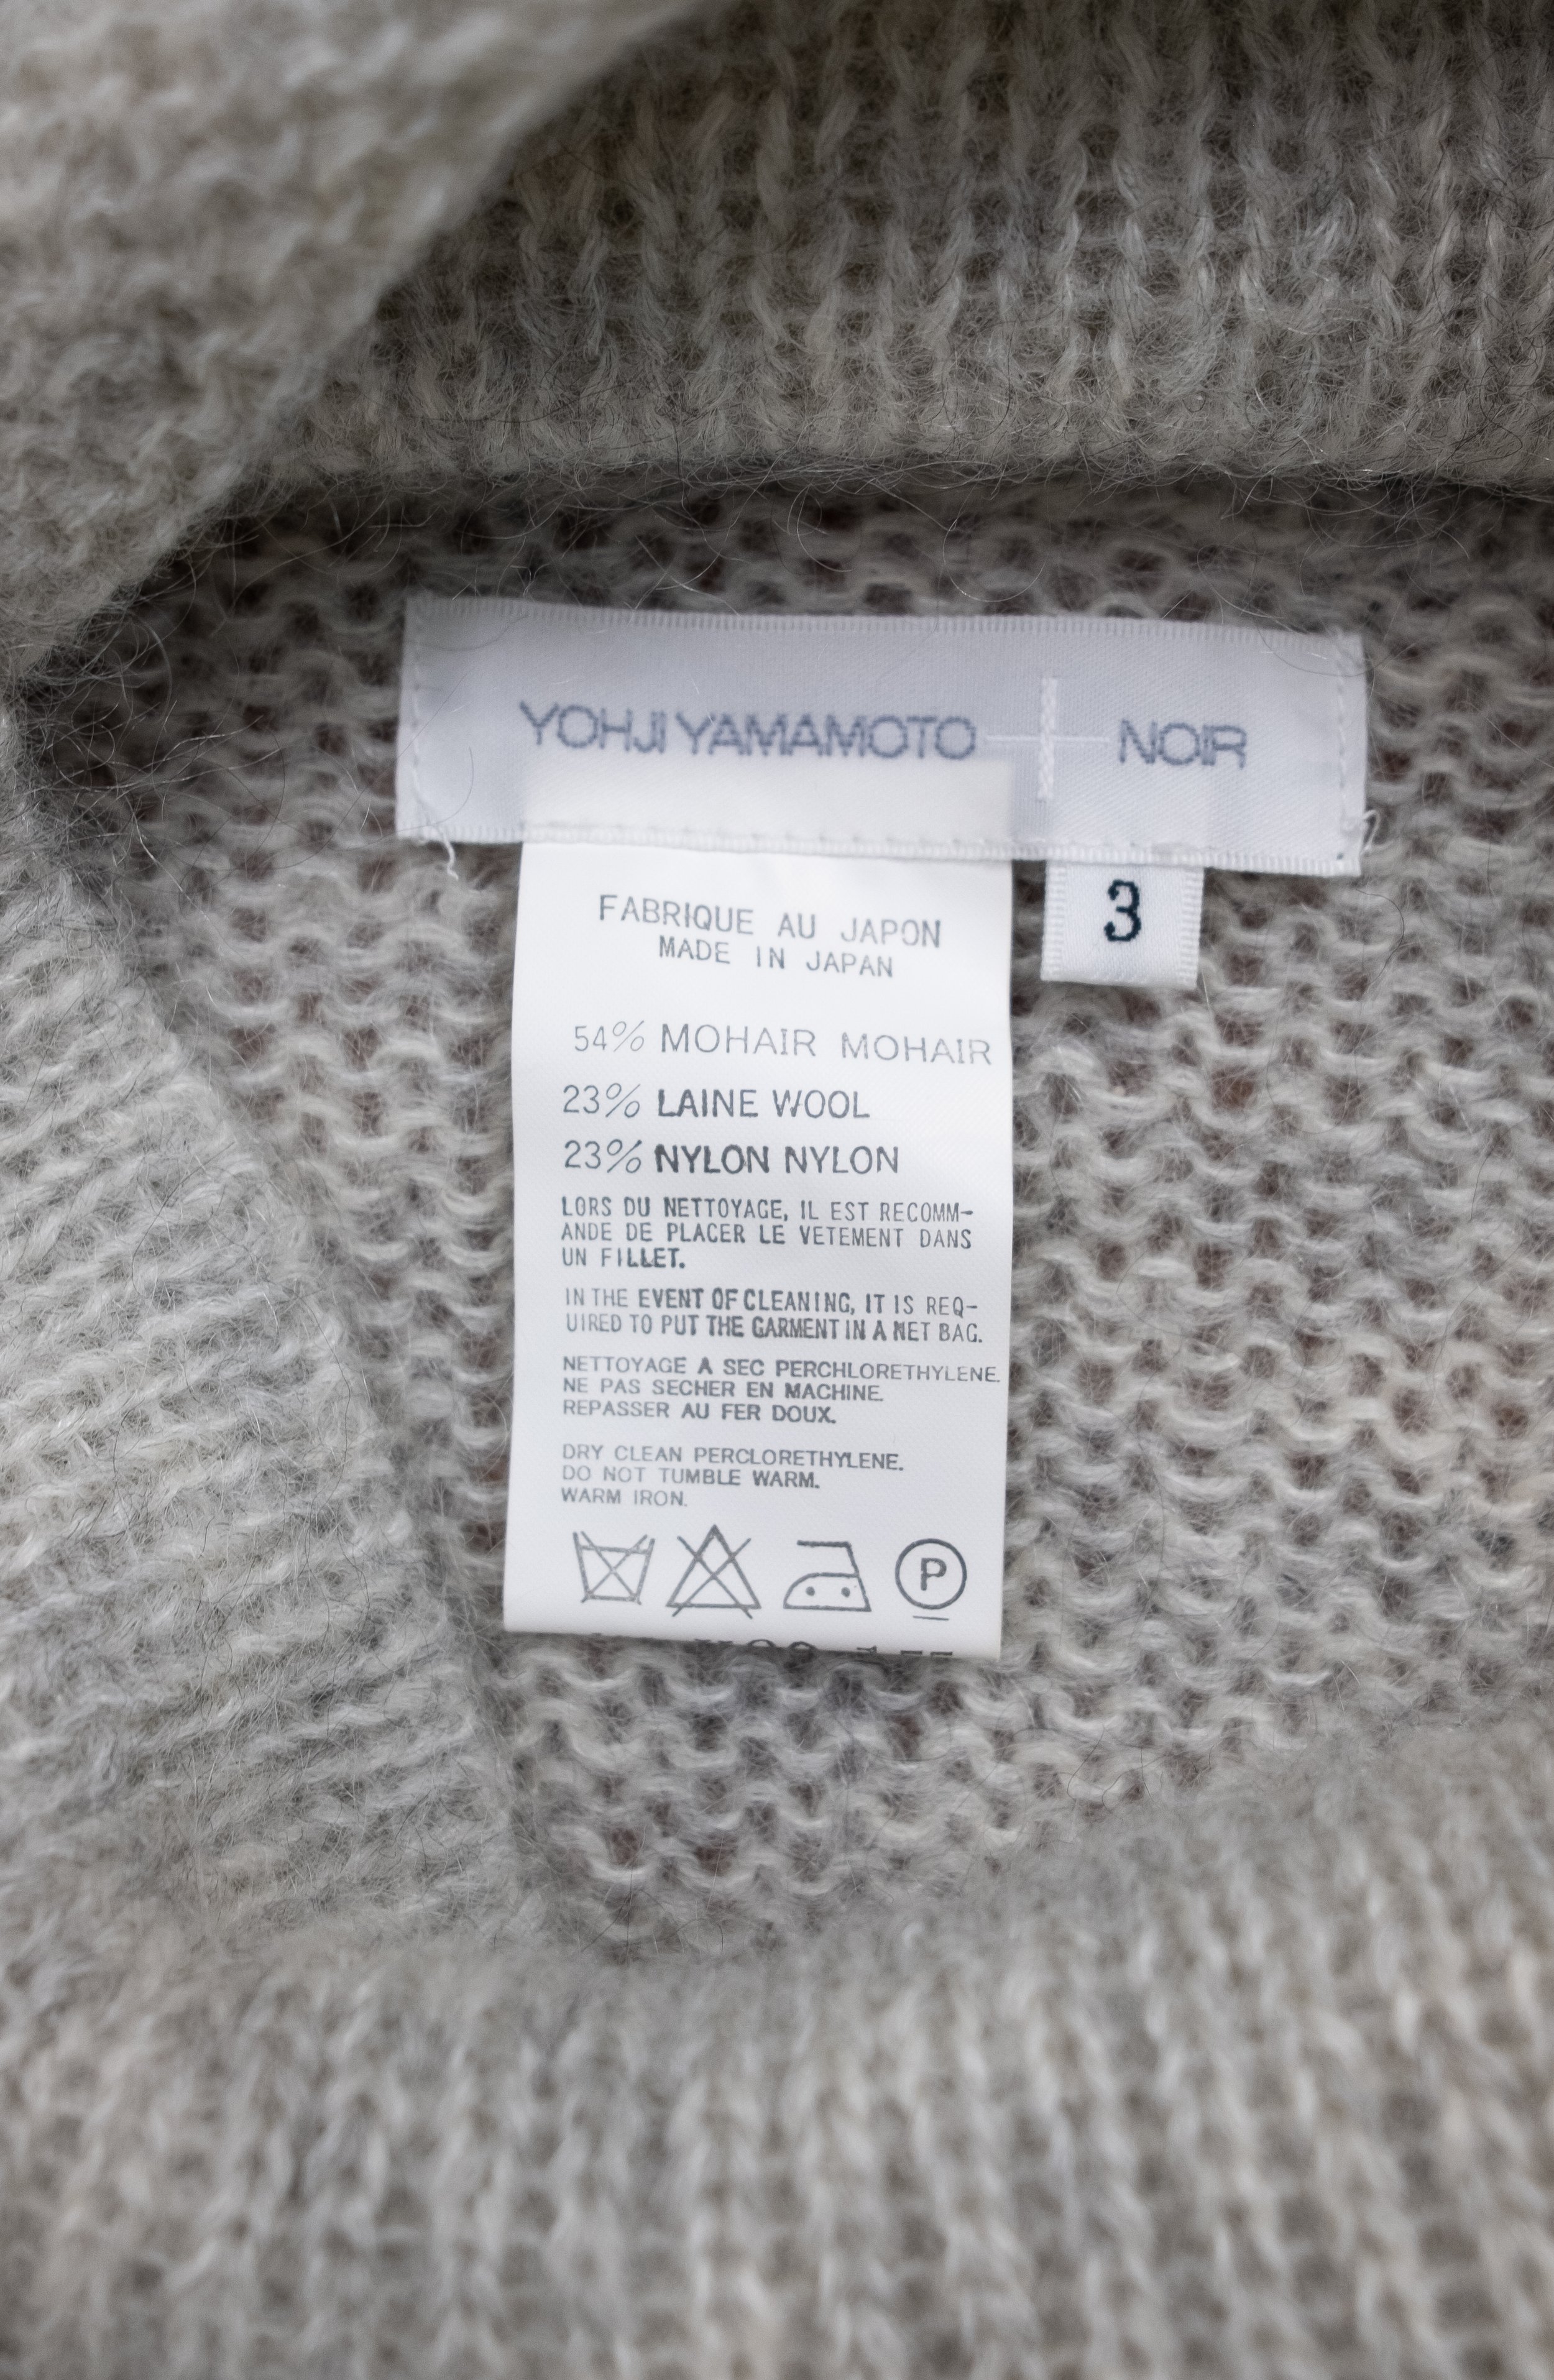 YOHJI YAMAMOTO + NOIR
3
FABRIQUE AU JAPON
MADE IN JAPAN
54% MOHAIR MOHAIR
23% LAINE WOOL
23% NYLON NYLON
LORS DU NETTOYAGE, IL EST RECOMM-
ANDE DE PLACER LE VETEMENT DANS
UN FILLET.
IN THE EVENT OF CLEANING, IT IS REQ-
UIRED TO PUT THE GARMENT IN A NET BAG.
NETTOYAGE A SEC PERCHLORETHYLENE.
NE PAS SECHER EN MACHINE.
REPASSER AU FER DOUX.
DRY CLEAN PERCLORETHYLENE.
DO NOT TUMBLE WARM.
WARM IRON.
P